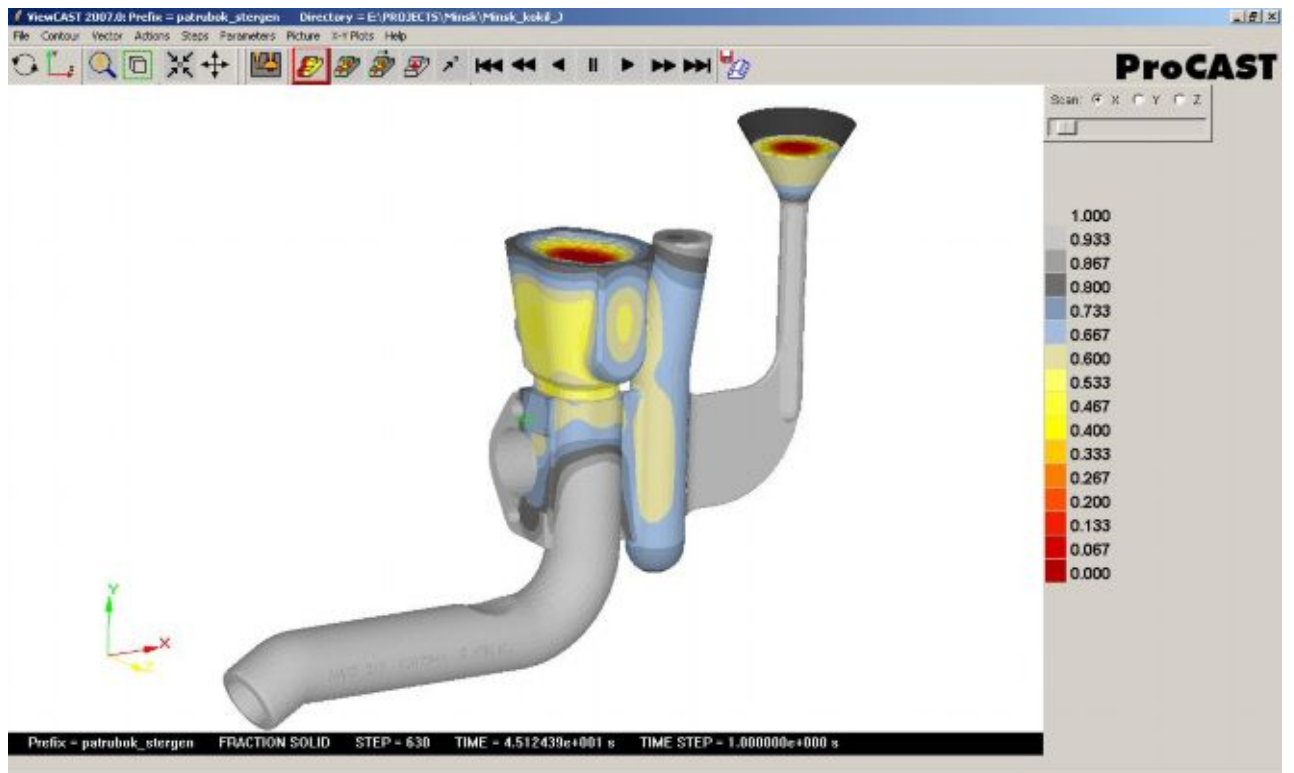 ViewCAST 2007.0: Prefix = patrubok_stergen Directory = E:\PROJECTS\Minsk\Minsk_kokil_)
File Contour Vector Actions Steps Parameters Picture X-Y Plots Help
ProCAST
Scan: X Y Z
1.000
0.933
0.867
0.800
0.733
0.667
0.600
0.533
0.467
0.400
0.333
0.267
0.200
0.133
0.067
0.000
Y
X
Z
Prefix = patrubok_stergen FRACTION SOLID STEP = 630 TIME = 4.512439e+001 s TIME STEP = 1.000000e+000 s